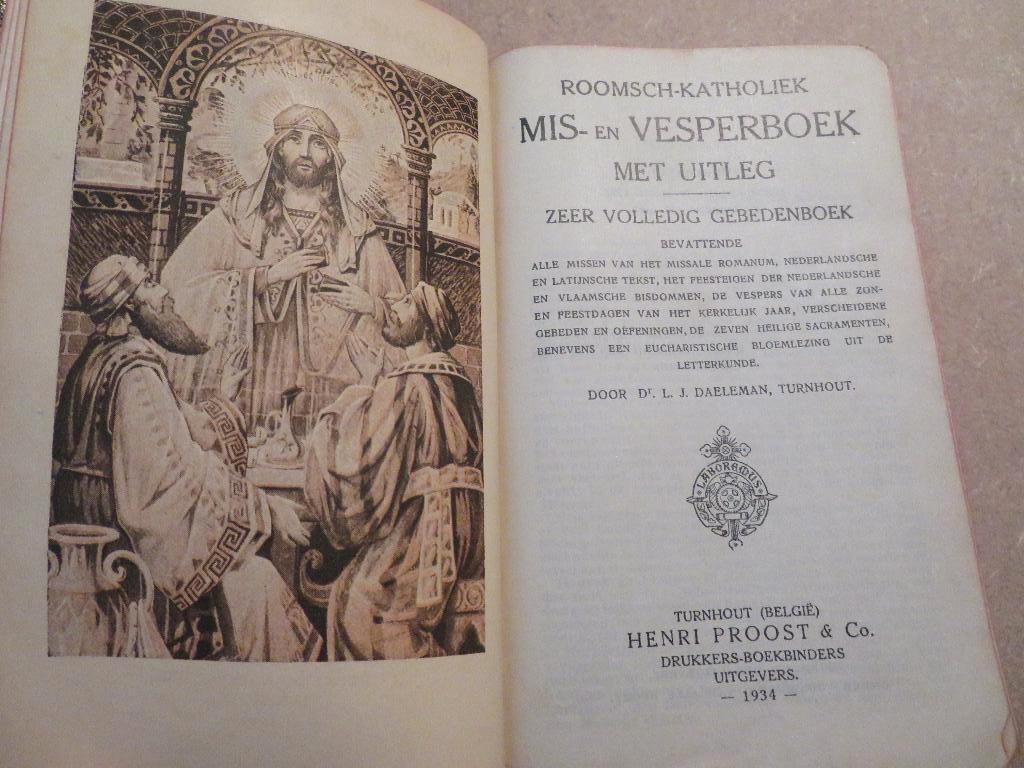 ROOMSCH-KATHOLIEK
MIS- EN VESPERBOEK
MET UITLEG
ZEER VOLLEDIG GEBEDENBOEK
BEVATTENDE
ALLE MISSEN VAN HET MISSALE ROMANUM, NEDERLANDSCHE
EN LATIJNSCHE TEKST, HET FEESTEIGEN DER NEDERLANDSCHE
EN VLAAMSCHE BISDOMMEN, DE VESPERS VAN ALLE ZON-
EN FEESTDAGEN VAN HET KERKELIJK JAAR, VERSCHEIDENE
GEBEDEN EN OEFENINGEN, DE ZEVEN HEILIGE SACRAMENTEN,
BENEVENS EEN EUCHARISTISCHE BLOEMLEZING UIT DE
LETTERKUNDE.
DOOR Dr. L. J. DAELEMAN, TURNHOUT.
LABOREMUS
TURNHOUT (BELGIË)
HENRI PROOST & Co.
DRUKKERS-BOEKBINDERS
UITGEVERS.
— 1934 —